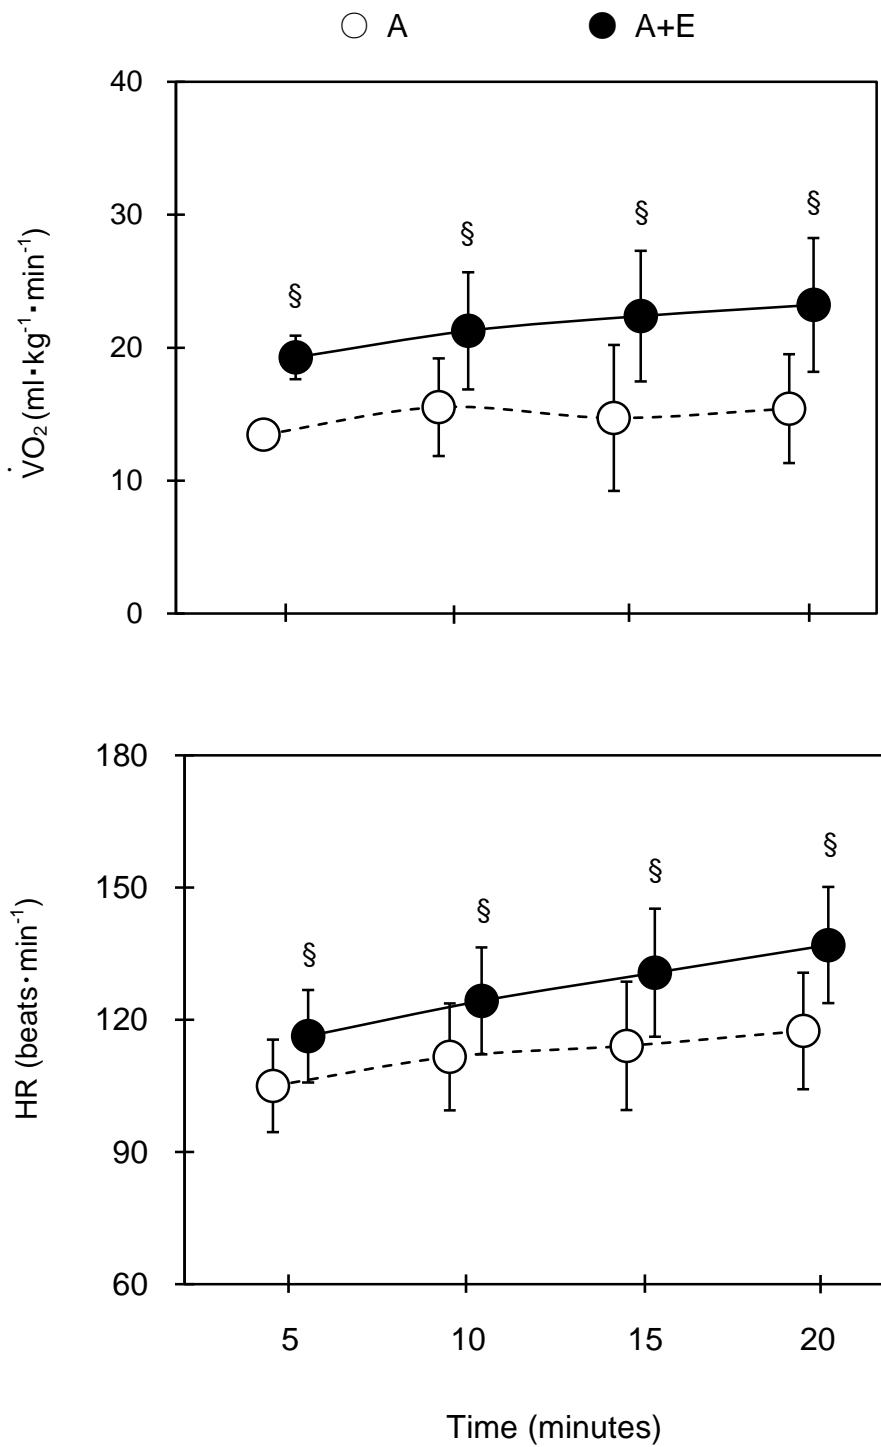 A A+E
40
30
20
10
0
V̇O₂ (ml·kg⁻¹·min⁻¹)
§ § § §
180
150
120
90
60
HR (beats·min⁻¹)
§ § § §
5 10 15 20
Time (minutes)